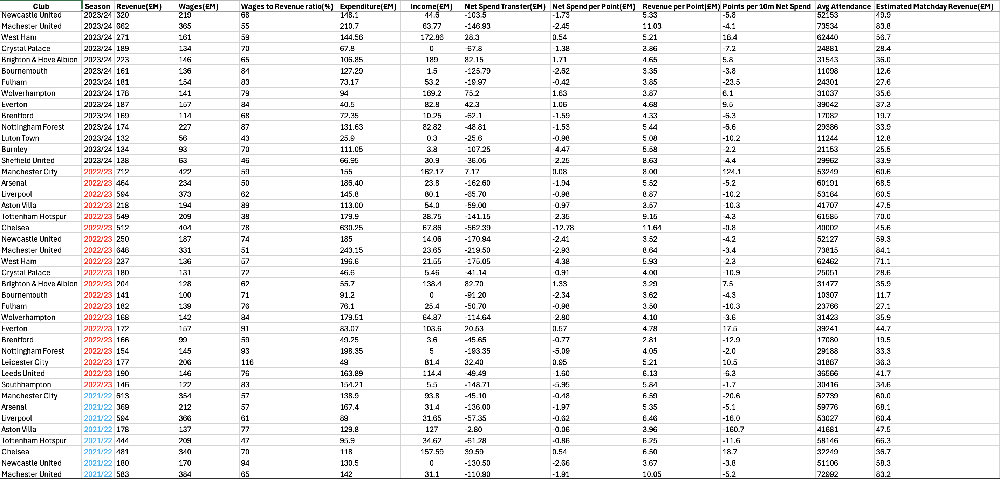 Club Season Revenue(£M) Wages(£M) Wages to Revenue ratio(%) Expenditure(£M) Income(£M) Net Spend Transfer(£M) Net Spend per Point(£M) Revenue per Point(£M) Points per 10m Net Spend Avg Attendance Estimated Matchday Revenue(£M)
Newcastle United 2023/24 320 219 68 148.1 44.6 -103.5 -1.73 5.33 -5.8 52153 49.9
Machester United 2023/24 662 365 55 210.7 63.77 -146.93 -2.45 11.03 -4.1 73534 83.8
West Ham 2023/24 271 161 59 144.56 172.86 28.3 0.54 5.21 18.4 62440 56.7
Crystal Palace 2023/24 189 134 70 67.8 0 -67.8 -1.38 3.86 -7.2 24881 28.4
Brighton & Hove Albion 2023/24 223 146 65 106.85 189 82.15 1.71 4.65 5.8 31543 36.0
Bournemouth 2023/24 161 136 84 127.29 1.5 -125.79 -2.62 3.35 -3.8 11098 12.6
Fulham 2023/24 181 154 83 73.17 53.2 -19.97 -0.42 3.85 -23.5 24301 27.6
Wolverhampton 2023/24 178 141 79 94 169.2 75.2 1.63 3.87 6.1 31037 35.6
Everton 2023/24 187 157 84 40.5 82.8 42.3 1.06 4.68 9.5 39042 37.3
Brentford 2023/24 169 114 68 72.35 10.25 -62.1 -1.59 4.33 -6.3 17082 19.7
Nottingham Forest 2023/24 174 227 87 131.63 82.82 -48.81 -1.53 5.44 -6.6 29386 33.9
Luton Town 2023/24 132 56 43 25.9 0.3 -25.6 -0.98 5.08 -10.2 11244 12.8
Burnley 2023/24 134 93 70 111.05 3.8 -107.25 -4.47 5.58 -2.2 21153 25.5
Sheffield United 2023/24 138 63 46 66.95 30.9 -36.05 -2.25 8.63 -4.4 29962 33.9
Manchester City 2022/23 712 422 59 155 162.17 7.17 0.08 8.00 124.1 53249 60.6
Arsenal 2022/23 464 234 50 186.40 23.8 -162.60 -1.94 5.52 -5.2 60191 68.5
Liverpool 2022/23 594 373 62 145.8 80.1 -65.70 -0.98 8.87 -10.2 53184 60.5
Aston Villa 2022/23 218 194 89 113.00 54.0 -59.00 -0.97 3.57 -10.3 41707 47.5
Tottenham Hotspur 2022/23 549 209 38 179.9 38.75 -141.15 -2.35 9.15 -4.3 61585 70.0
Chelsea 2022/23 512 404 78 630.25 67.86 -562.39 -12.78 11.64 -0.8 40002 45.6
Newcastle United 2022/23 250 187 74 185 14.06 -170.94 -2.41 3.52 -4.2 52127 59.3
Machester United 2022/23 648 331 51 243.15 23.65 -219.50 -2.93 8.64 -3.4 73815 84.1
West Ham 2022/23 237 136 57 196.6 21.55 -175.05 -4.38 5.93 -2.3 62462 71.1
Crystal Palace 2022/23 180 131 72 46.6 5.46 -41.14 -0.91 4.00 -10.9 25051 28.6
Brighton & Hove Albion 2022/23 204 128 62 55.7 138.4 82.70 1.33 3.29 7.5 31477 35.9
Bournemouth 2022/23 141 100 71 91.2 0 -91.20 -2.34 3.62 -4.3 10307 11.7
Fulham 2022/23 182 139 76 76.1 25.4 -50.70 -0.98 3.50 -10.3 23766 27.1
Wolverhampton 2022/23 168 142 84 179.51 64.87 -114.64 -2.80 4.10 -3.6 31423 35.9
Everton 2022/23 172 157 91 83.07 103.6 20.53 0.57 4.78 17.5 39241 44.7
Brentford 2022/23 166 99 59 49.25 3.6 -45.65 -0.77 2.81 -12.9 17080 19.5
Nottingham Forest 2022/23 154 145 93 198.35 5 -193.35 -5.09 4.05 -2.0 29188 33.3
Leicester City 2022/23 177 206 116 49 81.4 32.40 0.95 5.21 10.5 31887 36.3
Leeds United 2022/23 190 146 76 163.89 114.4 -49.49 -1.60 6.13 -6.3 36566 41.7
Southhampton 2022/23 146 122 83 154.21 5.5 -148.71 -5.95 5.84 -1.7 30416 34.6
Manchester City 2021/22 613 354 57 138.9 93.8 -45.10 -0.48 6.59 -20.6 52739 60.0
Arsenal 2021/22 369 212 57 167.4 31.4 -136.00 -1.97 5.35 -5.1 59776 68.1
Liverpool 2021/22 594 366 61 89 31.65 -57.35 -0.62 6.46 -16.0 53027 60.4
Aston Villa 2021/22 178 137 77 129.8 127 -2.80 -0.06 3.96 -160.7 41681 47.5
Tottenham Hotspur 2021/22 444 209 47 95.9 34.62 -61.28 -0.86 6.25 -11.6 58146 66.3
Chelsea 2021/22 481 340 70 118 157.59 39.59 0.54 6.50 18.7 32249 36.7
Newcastle United 2021/22 180 170 94 130.5 0 -130.50 -2.66 3.67 -3.8 51106 58.3
Machester United 2021/22 583 384 65 142 31.1 -110.90 -1.91 10.05 -5.2 72992 83.2